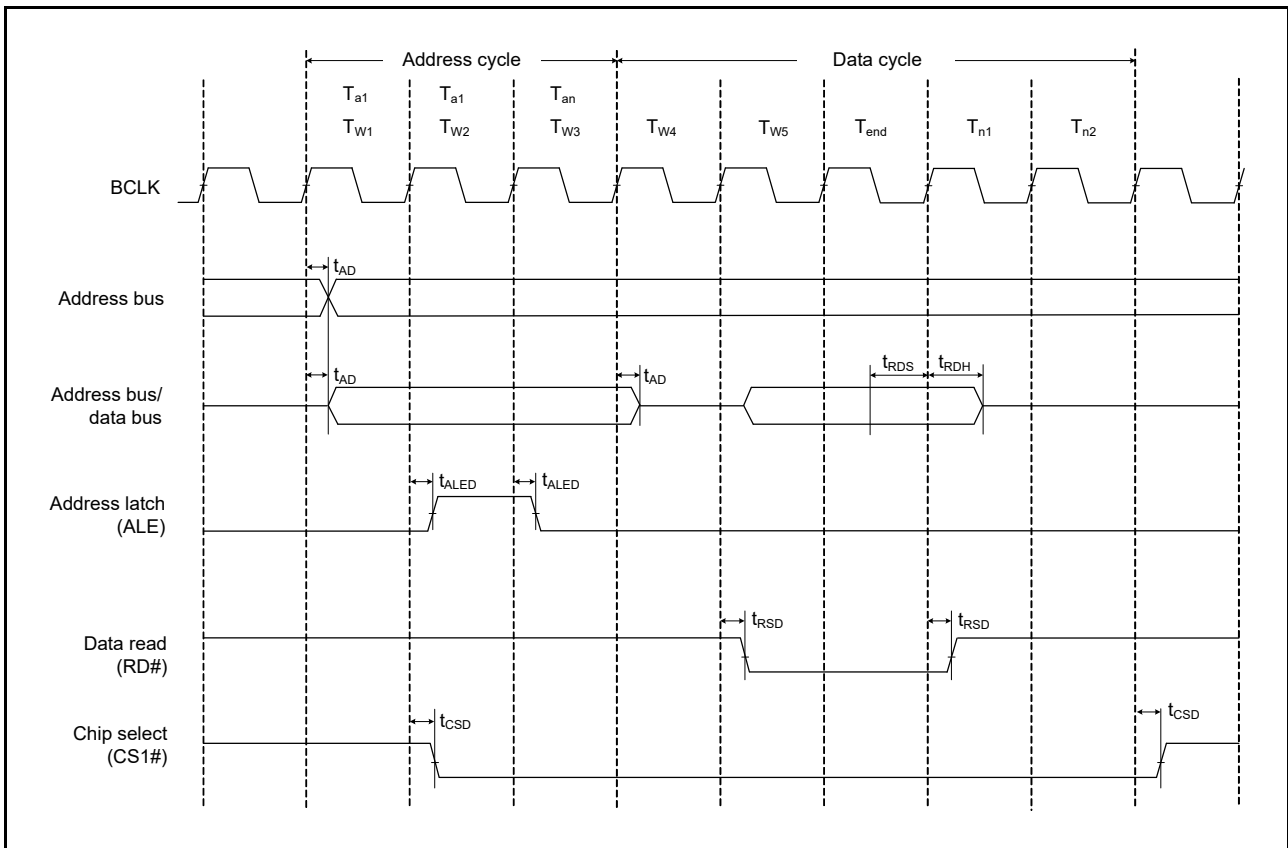 Address cycle Data cycle
Ta1 Ta1 Tan
TW1 TW2 TW3 TW4 TW5 Tend Tn1 Tn2
BCLK
tAD
Address bus
tAD tAD tRDS tRDH
Address bus/
data bus
tALED tALED
Address latch
(ALE)
tRSD tRSD
Data read
(RD#)
tCSD tCSD
Chip select
(CS1#)